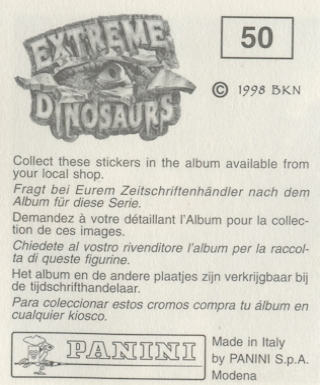 EXTREME
DINOSAURS
50
© 1998 BKN
Collect these stickers in the album available from
your local shop.
Fragt bei Eurem Zeitschriftenhändler nach dem
Album für diese Serie.
Demandez à votre détaillant l'Album pour la collec-
tion de ces images.
Chiedete al vostro rivenditore l'album per la raccol-
ta di queste figurine.
Het album en de andere plaatjes zijn verkrijgbaar bij
de tijdschrifthandelaar.
Para coleccionar estos cromos compra tu álbum en
cualquier kiosco.
PANINI
Made in Italy
by PANINI S.p.A.
Modena